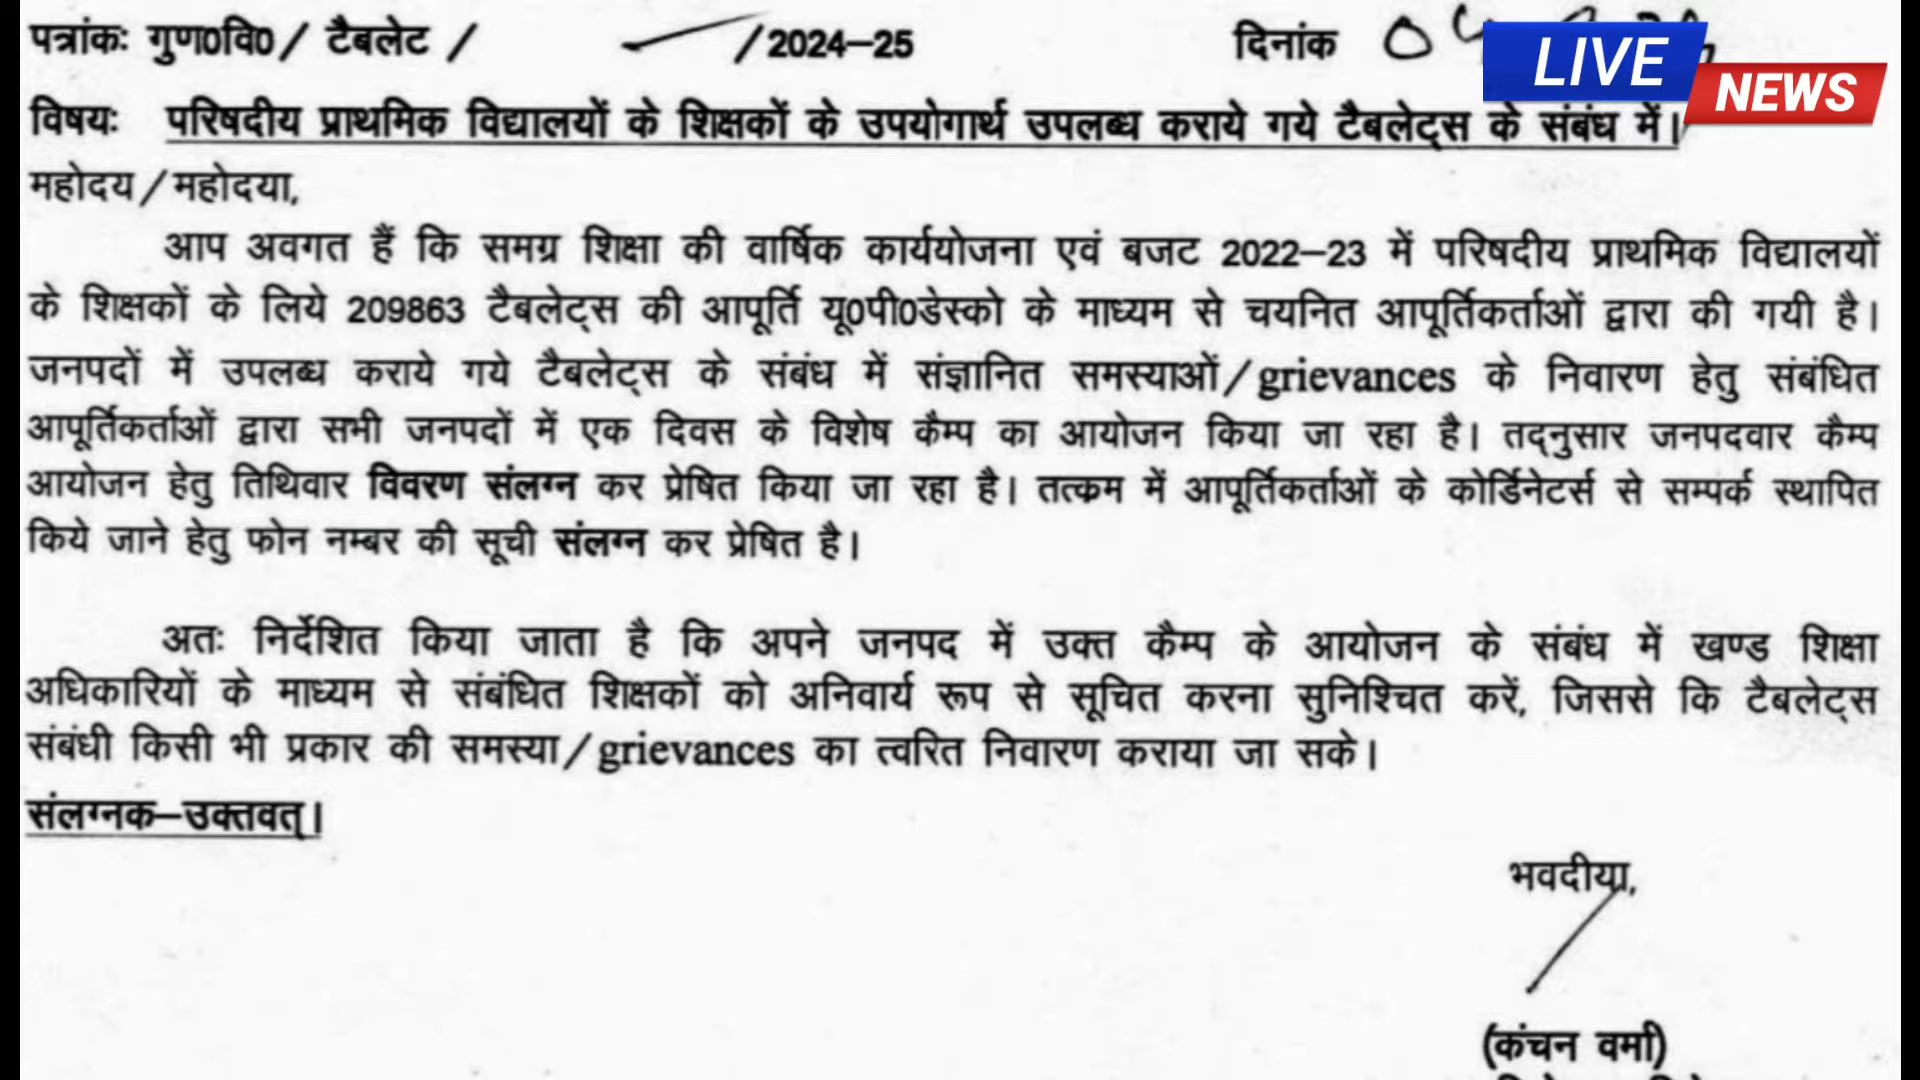 पत्रांकः गुण0वि0/ टैबलेट / /2024–25 दिनांक
LIVE
NEWS
विषयः परिषदीय प्राथमिक विद्यालयों के शिक्षकों के उपयोगार्थ उपलब्ध कराये गये टैबलेट्स के संबंध में।
महोदय/महोदया,
आप अवगत हैं कि समग्र शिक्षा की वार्षिक कार्ययोजना एवं बजट 2022–23 में परिषदीय प्राथमिक विद्यालयों
के शिक्षकों के लिये 209863 टैबलेट्स की आपूर्ति यू0पी0डेस्को के माध्यम से चयनित आपूर्तिकर्ताओं द्वारा की गयी है।
जनपदों में उपलब्ध कराये गये टैबलेट्स के संबंध में संज्ञानित समस्याओं/grievances के निवारण हेतु संबंधित
आपूर्तिकर्ताओं द्वारा सभी जनपदों में एक दिवस के विशेष कैम्प का आयोजन किया जा रहा है। तद्नुसार जनपदवार कैम्प
आयोजन हेतु तिथिवार विवरण संलग्न कर प्रेषित किया जा रहा है। तत्कम में आपूर्तिकर्ताओं के कोर्डिनेटर्स से सम्पर्क स्थापित
किये जाने हेतु फोन नम्बर की सूची संलग्न कर प्रेषित है।
अतः निर्देशित किया जाता है कि अपने जनपद में उक्त कैम्प के आयोजन के संबंध में खण्ड शिक्षा
अधिकारियों के माध्यम से संबंधित शिक्षकों को अनिवार्य रूप से सूचित करना सुनिश्चित करें, जिससे कि टैबलेट्स
संबंधी किसी भी प्रकार की समस्या/grievances का त्वरित निवारण कराया जा सके।
संलग्नक–उक्तवत्।
भवदीया,
(कंचन वर्मा)